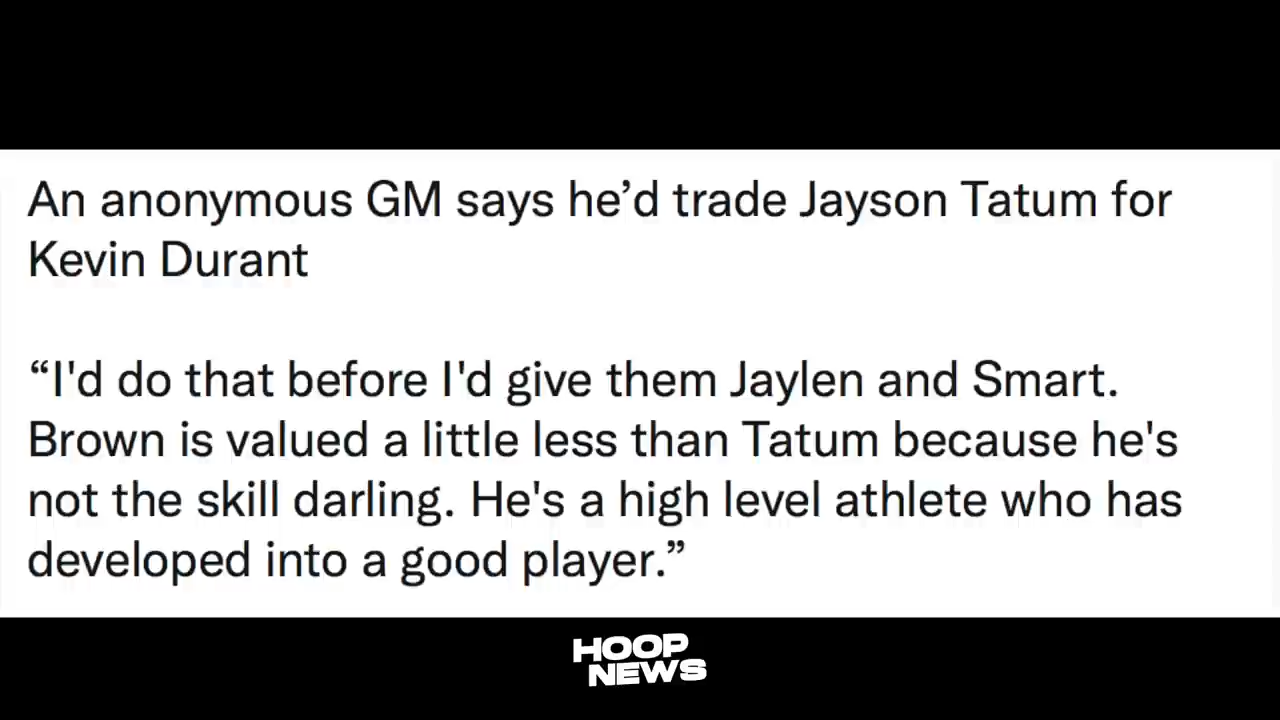 An anonymous GM says he’d trade Jayson Tatum for
Kevin Durant
“I'd do that before I'd give them Jaylen and Smart.
Brown is valued a little less than Tatum because he's
not the skill darling. He's a high level athlete who has
developed into a good player.”
HOOP
NEWS